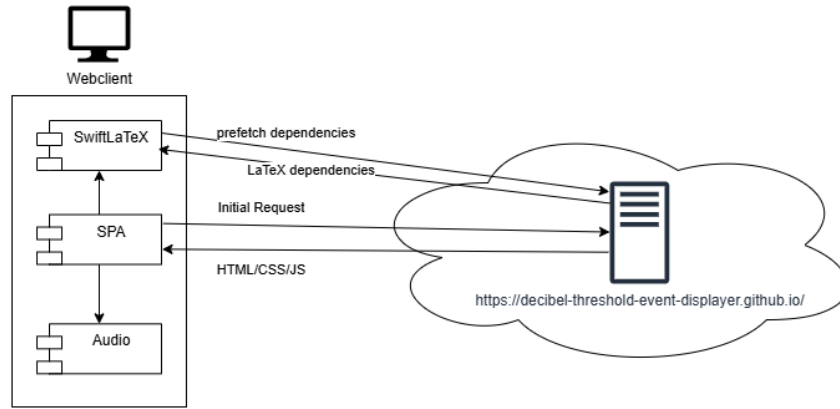 Webclient
SwiftLaTeX
prefetch dependencies
LaTeX dependencies
SPA
Initial Request
HTML/CSS/JS
https://decibel-threshold-event-displayer.github.io/
Audio